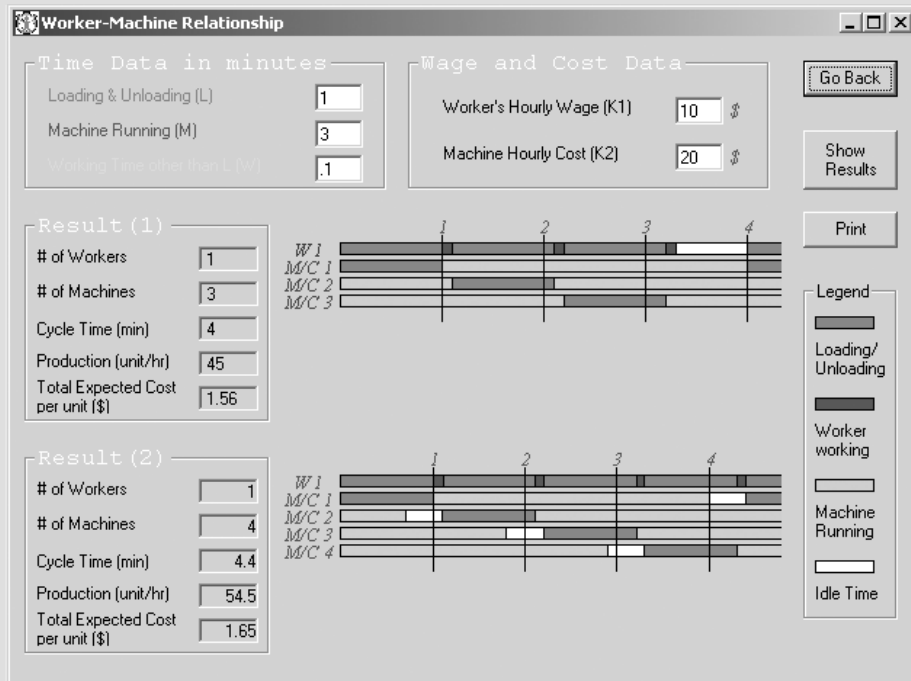 Worker-Machine Relationship
Time Data in minutes
Loading & Unloading (L) 1
Machine Running (M) 3
Working Time other than L (W) .1
Wage and Cost Data
Worker's Hourly Wage (K1) 10 $
Machine Hourly Cost (K2) 20 $
Go Back
Show
Results
Print
Result (1)
# of Workers 1
# of Machines 3
Cycle Time (min) 4
Production (unit/hr) 45
Total Expected Cost
per unit ($) 1.56
1 2 3 4
W 1
M/C 1
M/C 2
M/C 3
Legend
Loading/
Unloading
Worker
working
Machine
Running
Idle Time
Result (2)
# of Workers 1
# of Machines 4
Cycle Time (min) 4.4
Production (unit/hr) 54.5
Total Expected Cost
per unit ($) 1.65
1 2 3 4
W 1
M/C 1
M/C 2
M/C 3
M/C 4